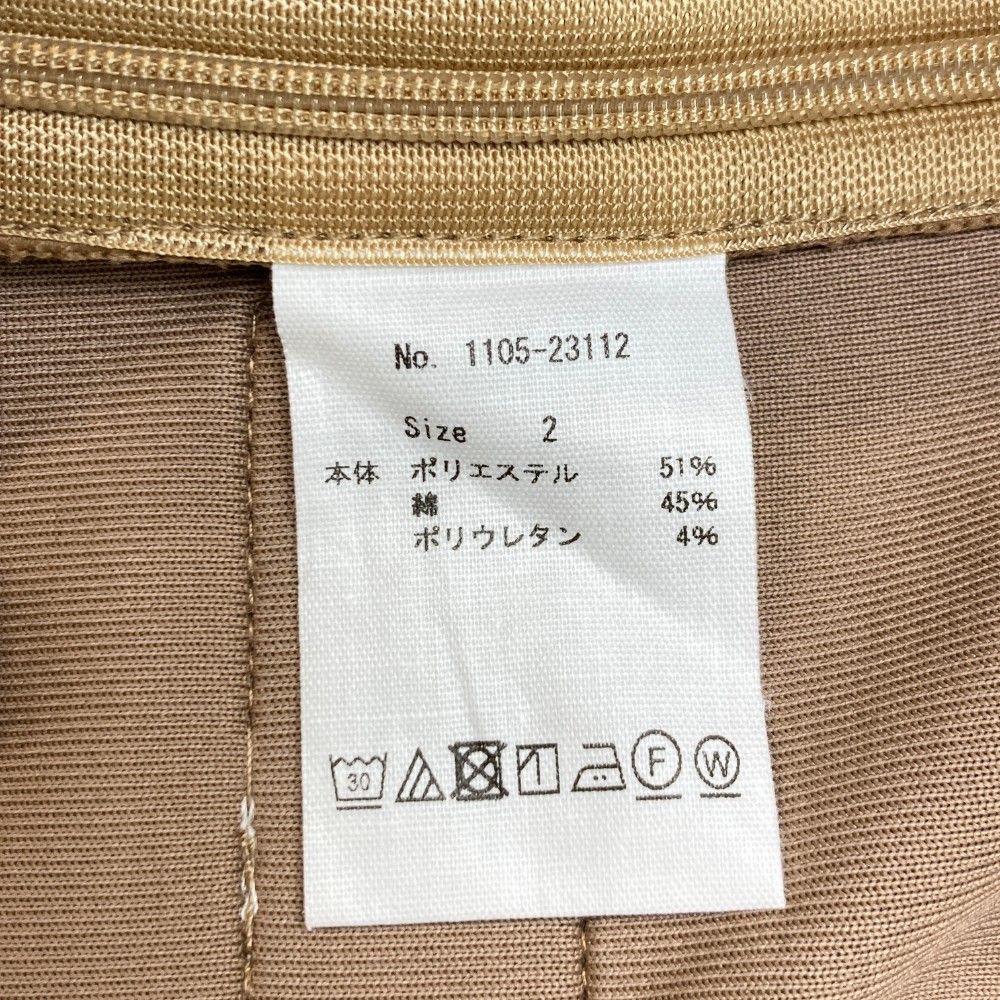 No. 1105-23112
Size 2
本体 ポリエステル 51%
綿 45%
ポリウレタン 4%
30 F W